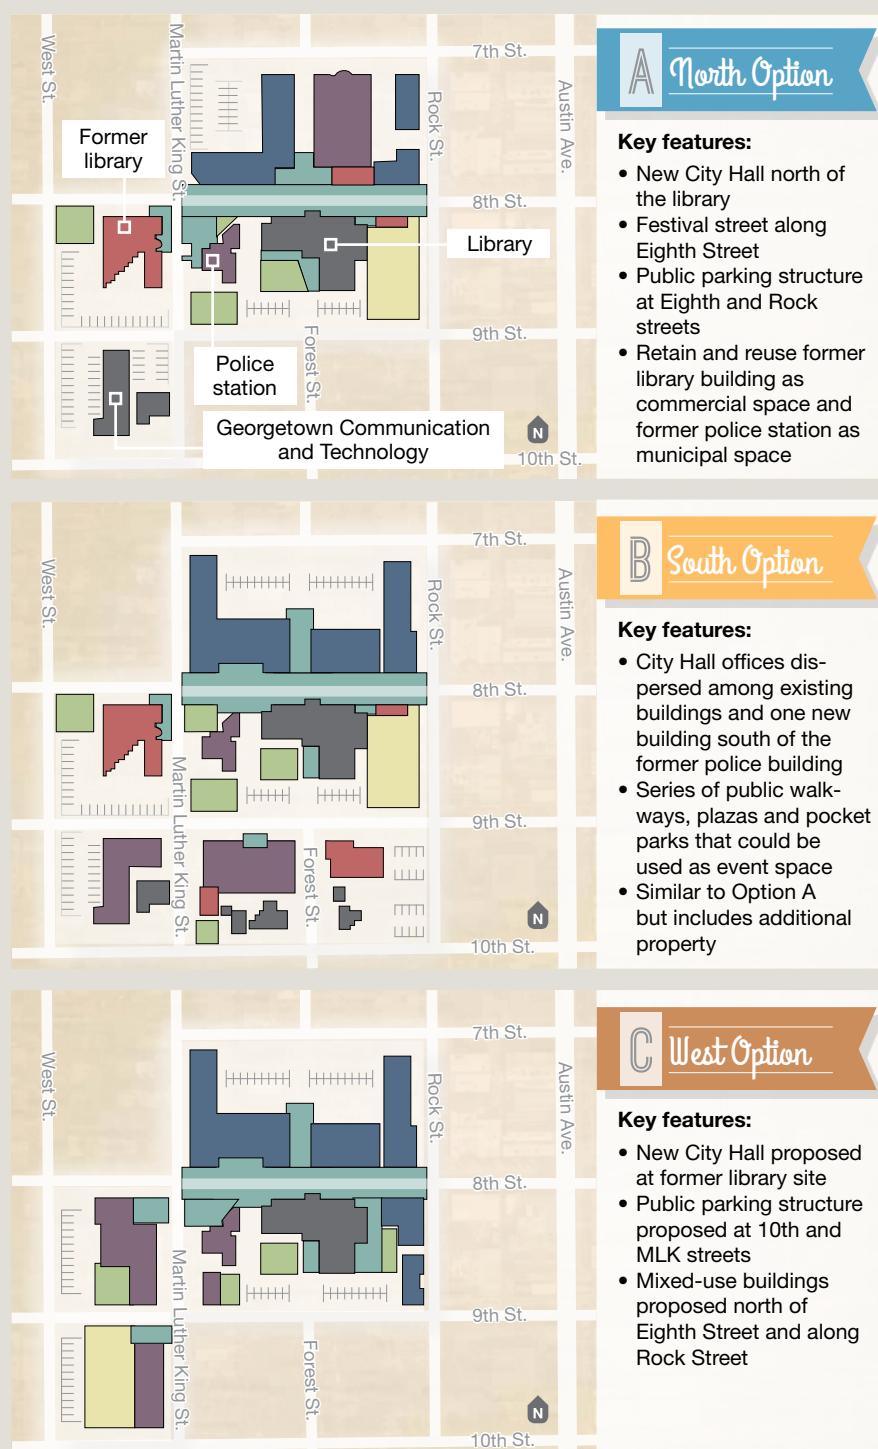 West St.
Martin Luther King St.
7th St.
Rock St.
Austin Ave.
Former
library
8th St.
Library
9th St.
Forest St.
Police
station
Georgetown Communication
and Technology
N
10th St.
A North Option
Key features:
• New City Hall north of
the library
• Festival street along
Eighth Street
• Public parking structure
at Eighth and Rock
streets
• Retain and reuse former
library building as
commercial space and
former police station as
municipal space
7th St.
West St.
Rock St.
Austin Ave.
8th St.
Martin Luther King St.
9th St.
Forest St.
N
10th St.
B South Option
Key features:
• City Hall offices dis-
persed among existing
buildings and one new
building south of the
former police building
• Series of public walk-
ways, plazas and pocket
parks that could be
used as event space
• Similar to Option A
but includes additional
property
7th St.
West St.
Rock St.
Austin Ave.
8th St.
Martin Luther King St.
9th St.
Forest St.
N
10th St.
C West Option
Key features:
• New City Hall proposed
at former library site
• Public parking structure
proposed at 10th and
MLK streets
• Mixed-use buildings
proposed north of
Eighth Street and along
Rock Street